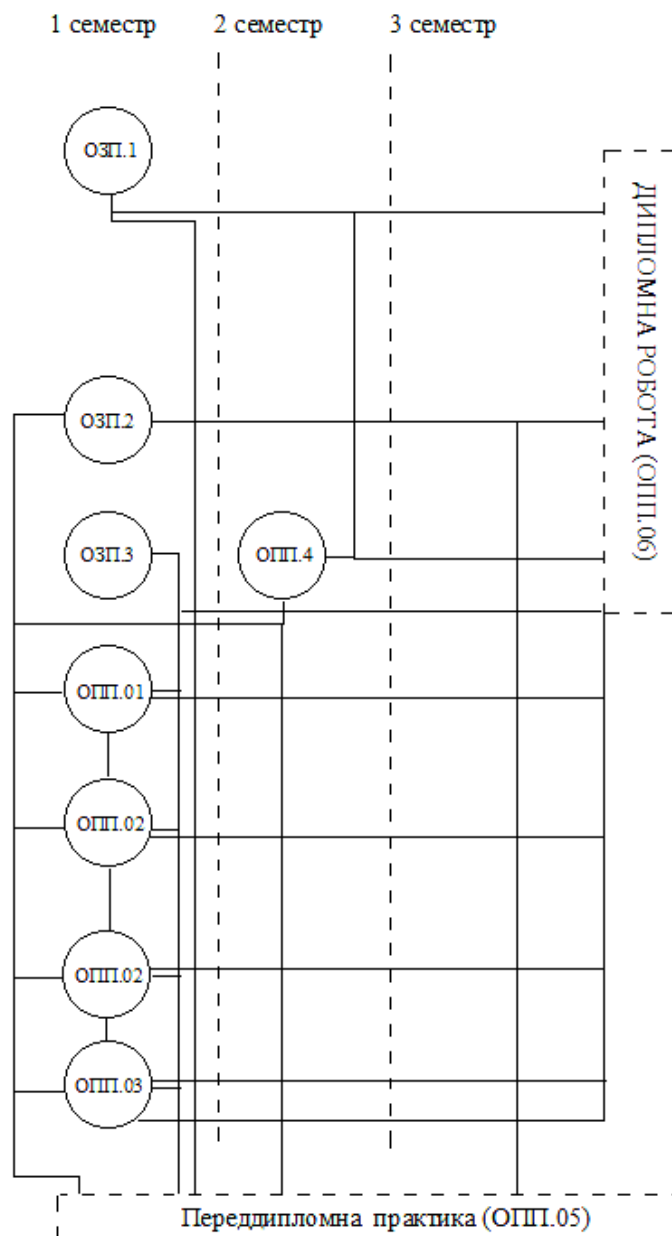 1 семестр
2 семестр
3 семестр
ОЗП.1
ДИПЛОМНА РОБОТА (ОПП.06)
ОЗП.2
ОЗП.3
ОПП.4
ОПП.01
ОПП.02
ОПП.02
ОПП.03
Переддипломна практика (ОПП.05)